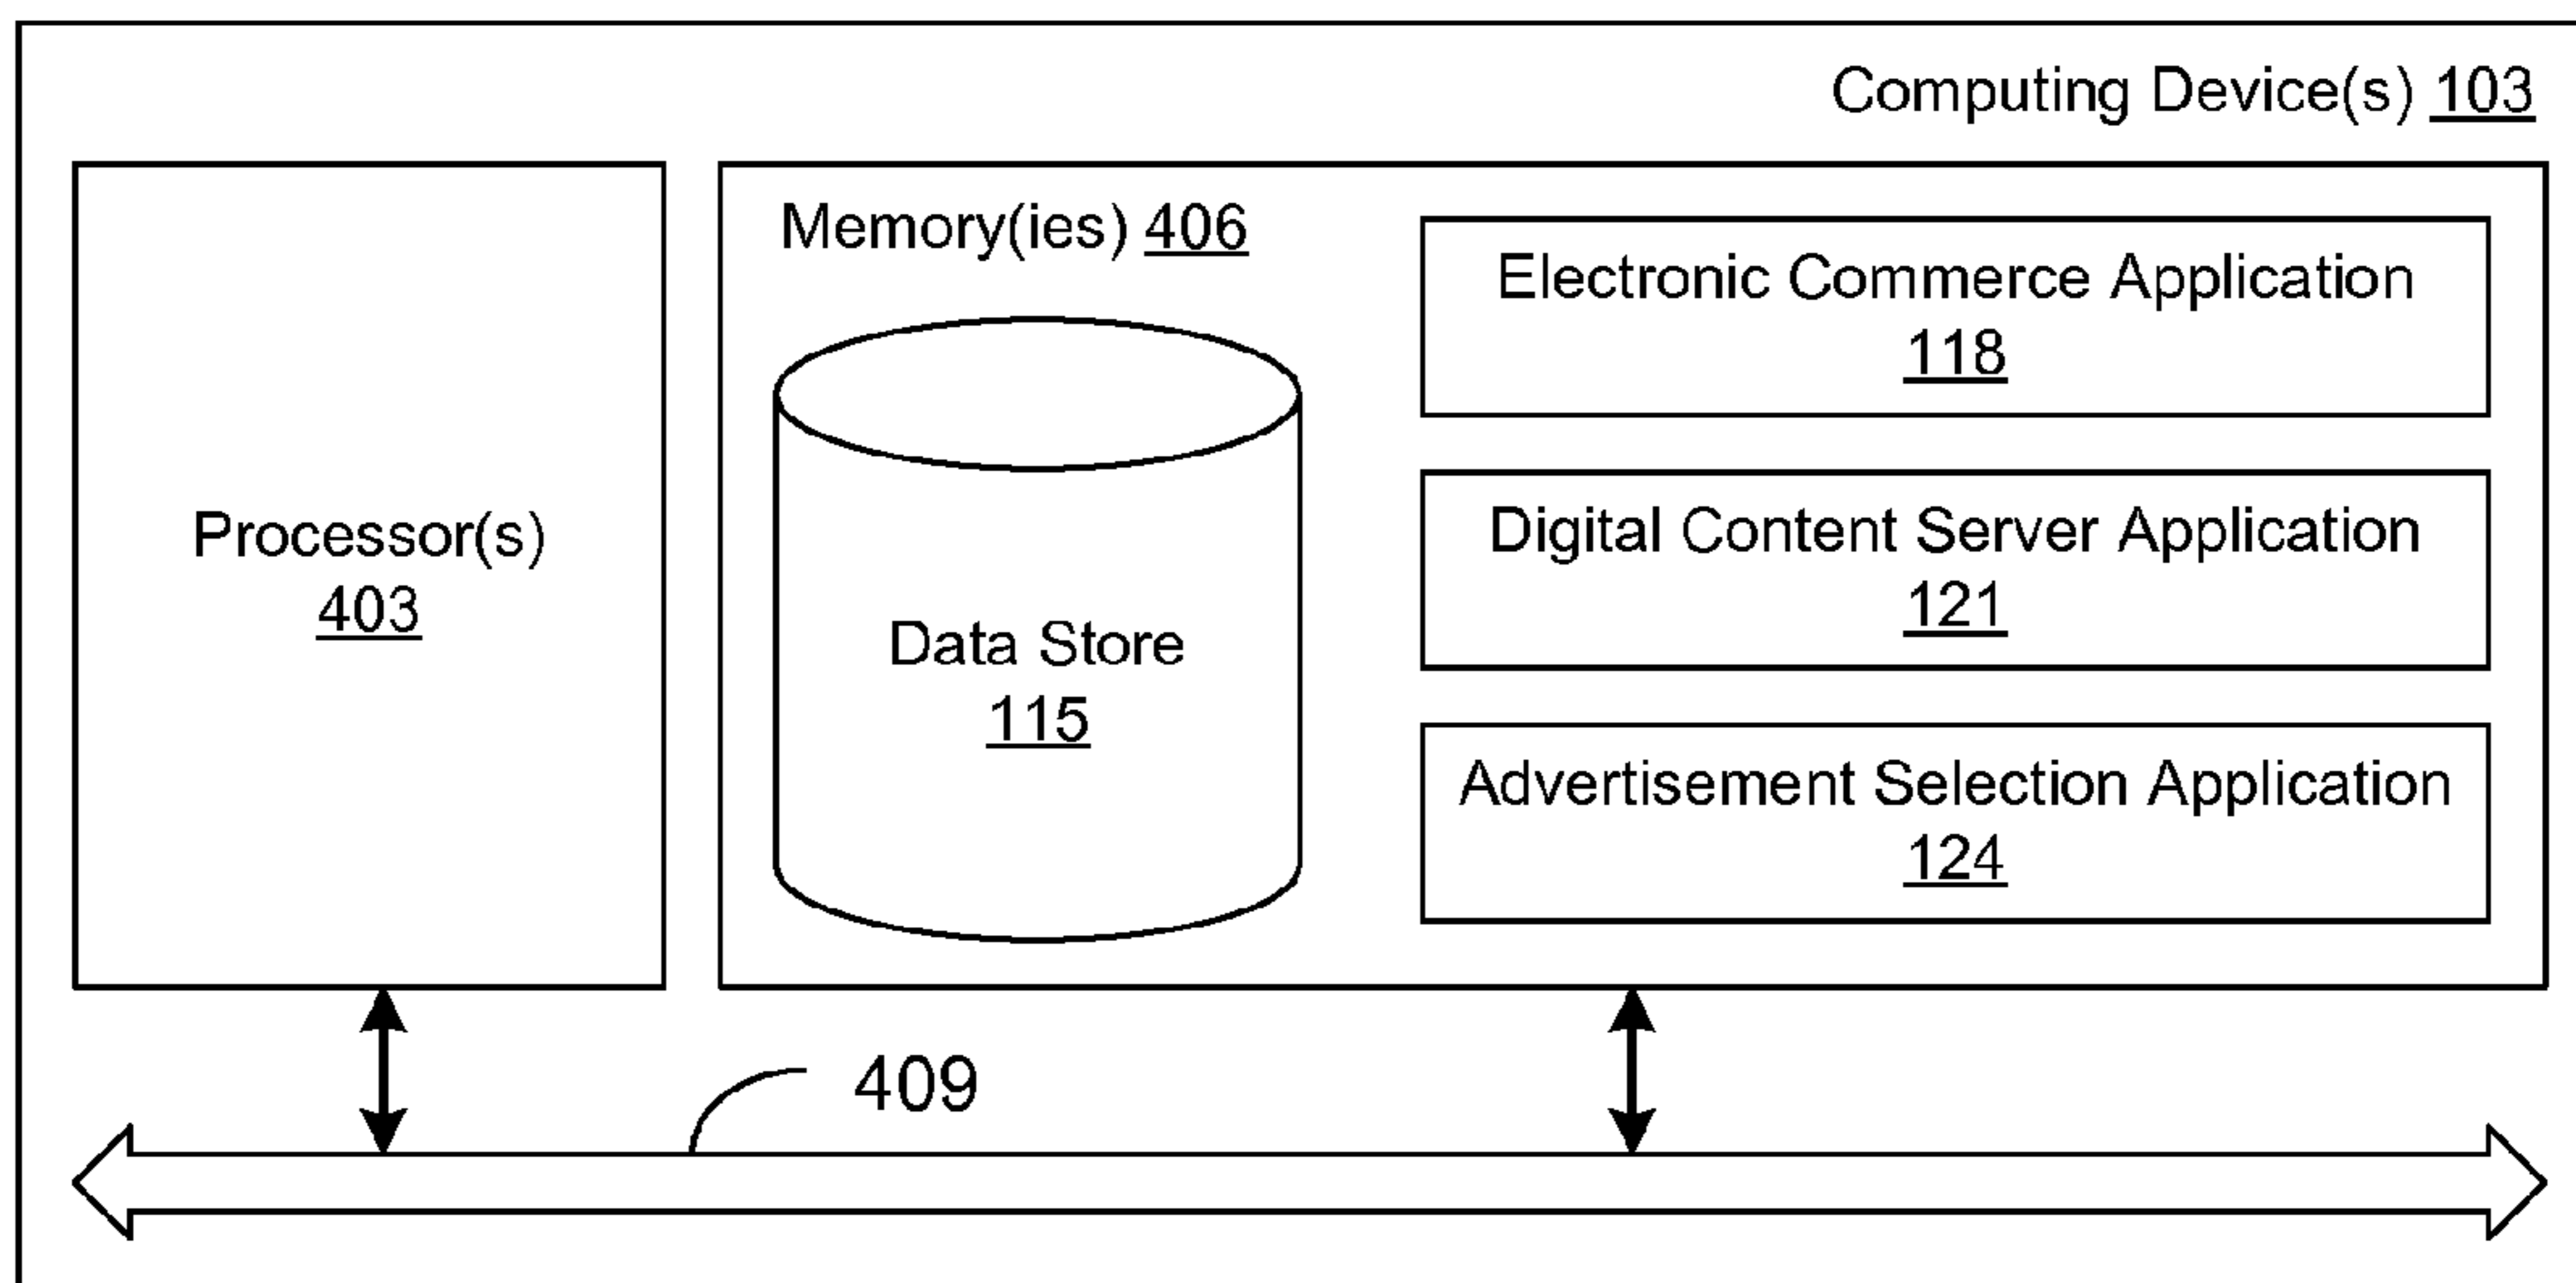 Computing Device(s) 103
Processor(s)
403
Memory(ies) 406
Data Store
115
Electronic Commerce Application
118
Digital Content Server Application
121
Advertisement Selection Application
124
409